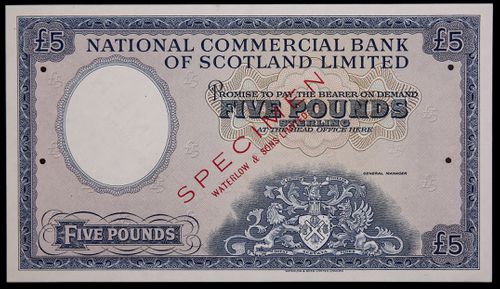 £5
£5
NATIONAL COMMERCIAL BANK
OF SCOTLAND LIMITED
PROMISE TO PAY THE BEARER ON DEMAND
FIVE POUNDS
STERLING
AT THE HEAD OFFICE HERE
SPECIMEN
WATERLOW & SONS
GENERAL MANAGER
FIVE POUNDS
£5